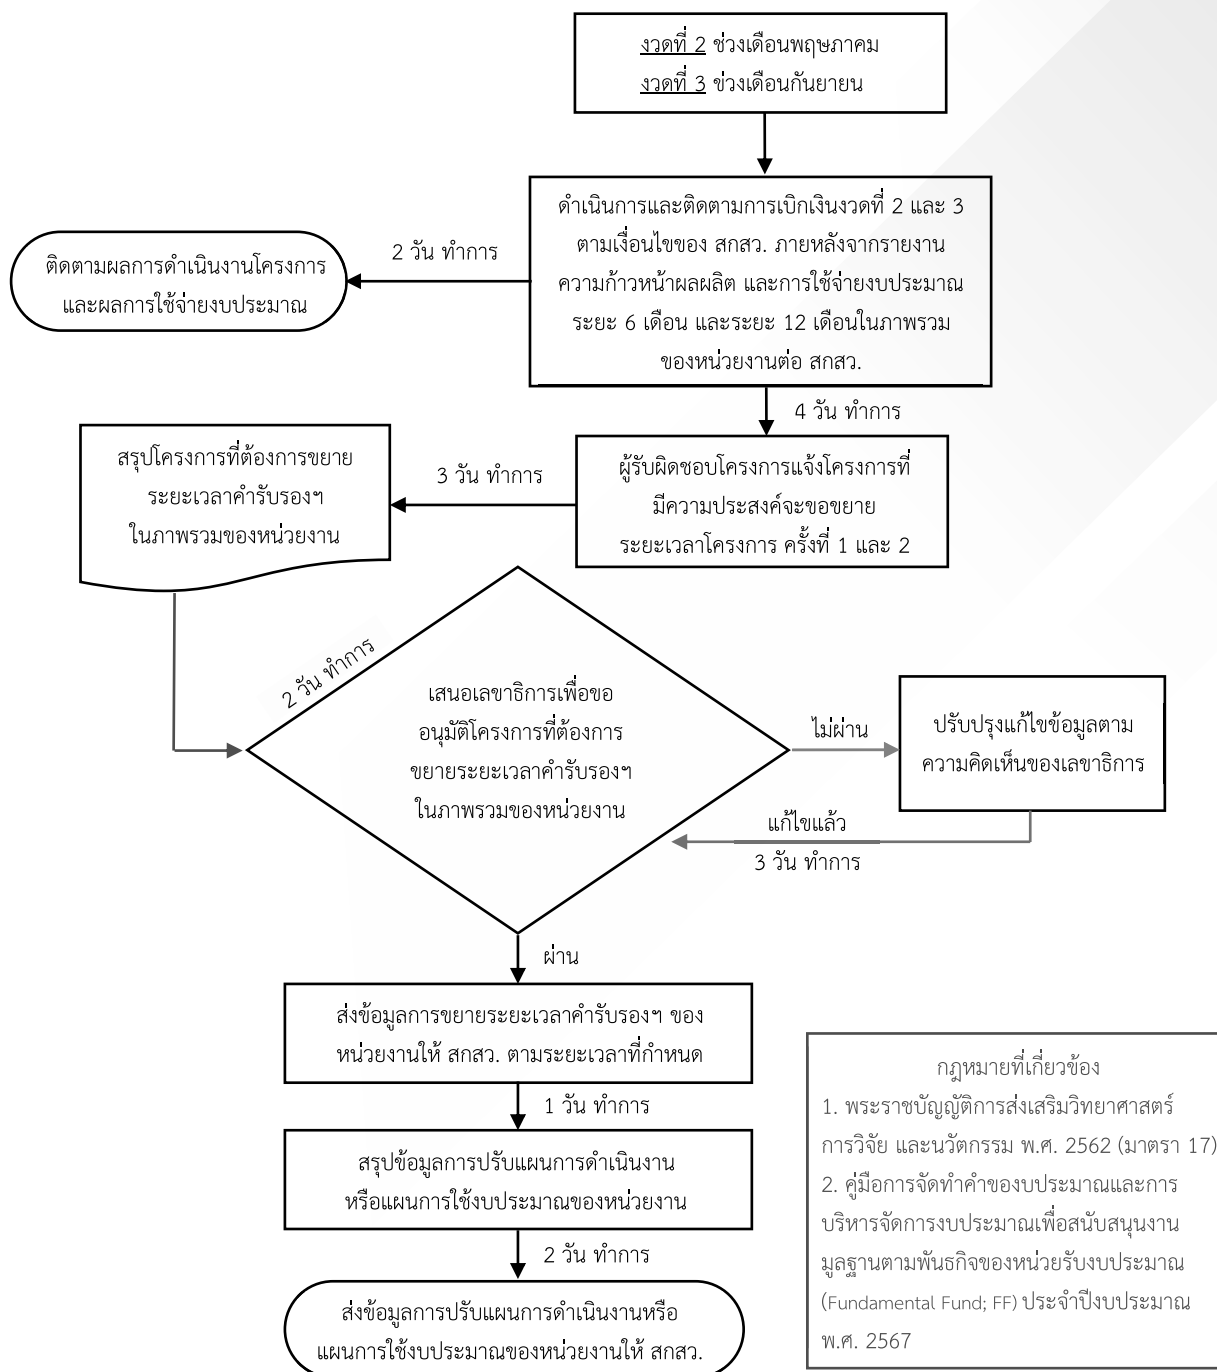 งวดที่ 2 ช่วงเดือนพฤษภาคม
งวดที่ 3 ช่วงเดือนกันยายน
ดำเนินการและติดตามการเบิกเงินงวดที่ 2 และ 3
ตามเงื่อนไขของ สกสว. ภายหลังจากรายงาน
ความก้าวหน้าผลผลิต และการใช้จ่ายงบประมาณ
ระยะ 6 เดือน และระยะ 12 เดือนในภาพรวม
ของหน่วยงานต่อ สกสว.
2 วัน ทำการ
ติดตามผลการดำเนินงานโครงการ
และผลการใช้จ่ายงบประมาณ
4 วัน ทำการ
ผู้รับผิดชอบโครงการแจ้งโครงการที่
มีความประสงค์จะขอขยาย
ระยะเวลาโครงการ ครั้งที่ 1 และ 2
3 วัน ทำการ
สรุปโครงการที่ต้องการขยาย
ระยะเวลาคำรับรองฯ
ในภาพรวมของหน่วยงาน
2 วัน ทำการ
เสนอเลขาธิการเพื่อขอ
อนุมัติโครงการที่ต้องการ
ขยายระยะเวลาคำรับรองฯ
ในภาพรวมของหน่วยงาน
ไม่ผ่าน
ปรับปรุงแก้ไขข้อมูลตาม
ความคิดเห็นของเลขาธิการ
แก้ไขแล้ว
3 วัน ทำการ
ผ่าน
ส่งข้อมูลการขยายระยะเวลาคำรับรองฯ ของ
หน่วยงานให้ สกสว. ตามระยะเวลาที่กำหนด
1 วัน ทำการ
สรุปข้อมูลการปรับแผนการดำเนินงาน
หรือแผนการใช้งบประมาณของหน่วยงาน
2 วัน ทำการ
ส่งข้อมูลการปรับแผนการดำเนินงานหรือ
แผนการใช้งบประมาณของหน่วยงานให้ สกสว.
กฎหมายที่เกี่ยวข้อง
1. พระราชบัญญัติการส่งเสริมวิทยาศาสตร์
การวิจัย และนวัตกรรม พ.ศ. 2562 (มาตรา 17)
2. คู่มือการจัดทำคำของบประมาณและการ
บริหารจัดการงบประมาณเพื่อสนับสนุนงาน
มูลฐานตามพันธกิจของหน่วยรับงบประมาณ
(Fundamental Fund; FF) ประจำปีงบประมาณ
พ.ศ. 2567